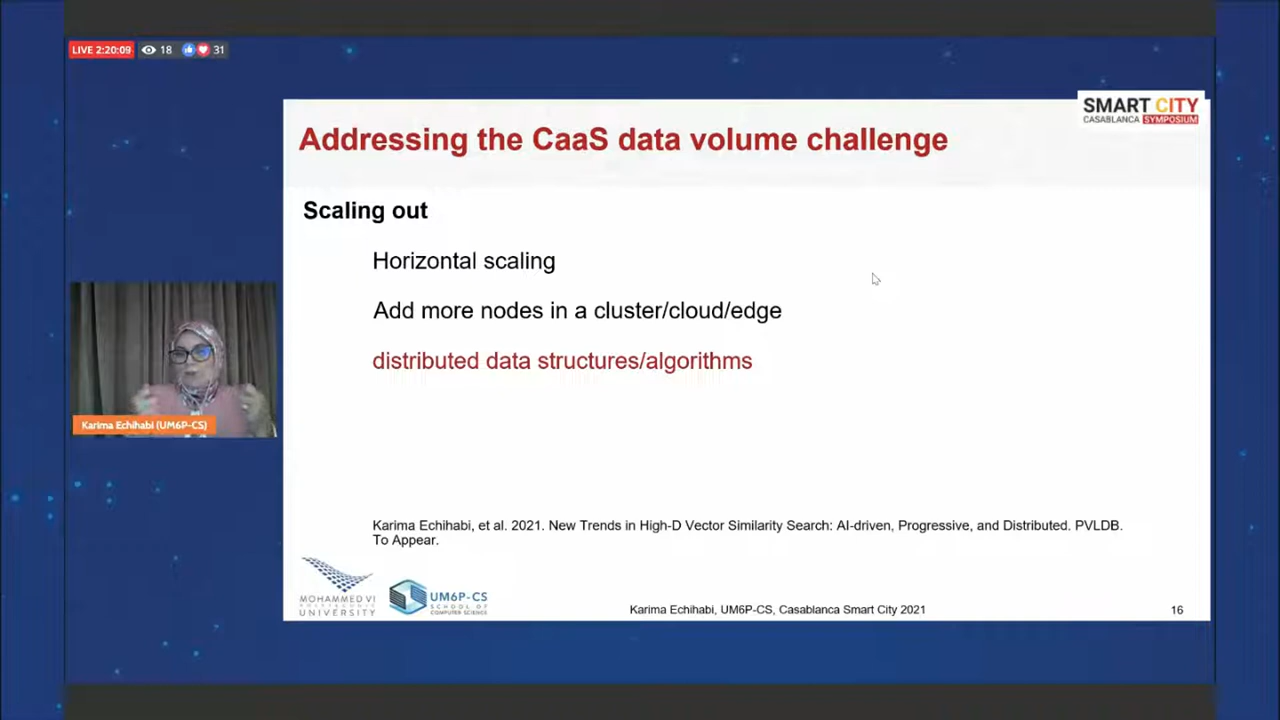 LIVE 2:20:09 18 31
SMART CITY
CASABLANCA SYMPOSIUM
Addressing the CaaS data volume challenge
Scaling out
Horizontal scaling
Add more nodes in a cluster/cloud/edge
distributed data structures/algorithms
Karima Echihabi (UM6P-CS)
Karima Echihabi, et al. 2021. New Trends in High-D Vector Similarity Search: AI-driven, Progressive, and Distributed. PVLDB.
To Appear.
MOHAMMED VI
POLYTECHNIC
UNIVERSITY
UM6P-CS
SCHOOL OF
COMPUTER SCIENCE
Karima Echihabi, UM6P-CS, Casablanca Smart City 2021
16